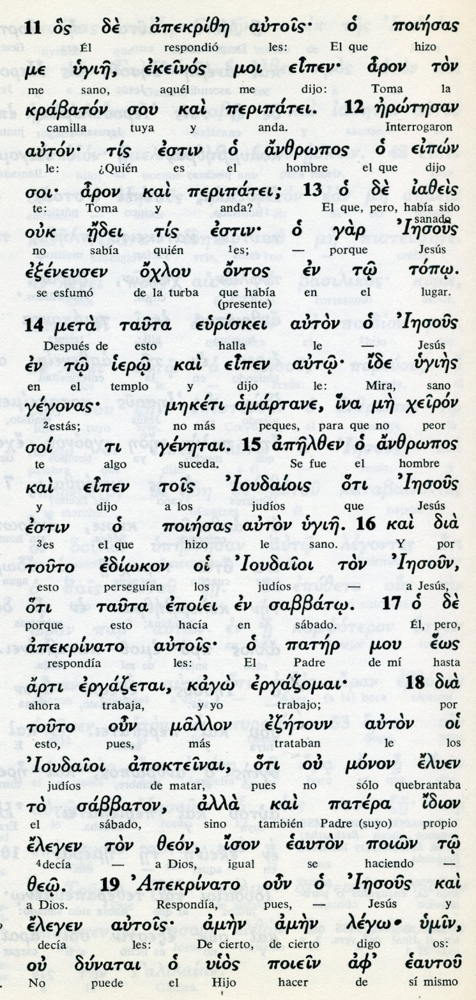 11 ὃς δὲ ἀπεκρίθη αὐτοῖς· ὁ ποιήσας
Él respondió les: El que hizo
με ὑγιῆ, ἐκεῖνός μοι εἶπεν· ἆρον τὸν
me sano, aquél me dijo: Toma la
κράβατόν σου καὶ περιπάτει. 12 ἠρώτησαν
camilla tuya y anda. Interrogaron
αὐτόν· τίς ἐστιν ὁ ἄνθρωπος ὁ εἰπών
le: ¿Quién es el hombre el que dijo
σοι· ἆρον καὶ περιπάτει; 13 ὁ δὲ ἰαθεὶς
te: Toma y anda? El que, pero, había sido
sanado
οὐκ ᾔδει τίς ἐστιν· ὁ γὰρ Ἰησοῦς
no sabía quién es; — porque Jesús
ἐξένευσεν ὄχλου ὄντος ἐν τῷ τόπῳ.
se esfumó de la turba que había en el lugar.
(presente)
14 μετὰ ταῦτα εὑρίσκει αὐτὸν ὁ Ἰησοῦς
Después de esto halla le — Jesús
ἐν τῷ ἱερῷ καὶ εἶπεν αὐτῷ· ἴδε ὑγιὴς
en el templo y dijo le: Mira, sano
γέγονας· μηκέτι ἁμάρτανε, ἵνα μὴ χεῖρόν
²estás; no más peques, para que no peor
σοί τι γένηται. 15 ἀπῆλθεν ὁ ἄνθρωπος
te algo suceda. Se fue el hombre
καὶ εἶπεν τοῖς Ἰουδαίοις ὅτι Ἰησοῦς
y dijo a los judíos que Jesús
ἐστιν ὁ ποιήσας αὐτὸν ὑγιῆ. 16 καὶ διὰ
³es el que hizo le sano. Y por
τοῦτο ἐδίωκον οἱ Ἰουδαῖοι τὸν Ἰησοῦν,
esto perseguían los judíos — a Jesús,
ὅτι ταῦτα ἐποίει ἐν σαββάτῳ. 17 ὁ δὲ
porque esto hacía en sábado. Él, pero,
ἀπεκρίνατο αὐτοῖς· ὁ πατήρ μου ἕως
respondía les: El Padre de mí hasta
ἄρτι ἐργάζεται, κἀγὼ ἐργάζομαι· 18 διὰ
ahora trabaja, y yo trabajo; por
τοῦτο οὖν μᾶλλον ἐζήτουν αὐτὸν οἱ
esto, pues, más trataban le los
Ἰουδαῖοι ἀποκτεῖναι, ὅτι οὐ μόνον ἔλυεν
judíos de matar, pues no sólo quebrantaba
τὸ σάββατον, ἀλλὰ καὶ πατέρα ἴδιον
el sábado, sino también Padre (suyo) propio
ἔλεγεν τὸν θεόν, ἴσον ἑαυτὸν ποιῶν τῷ
⁴decía — a Dios, igual se haciendo —
θεῷ. 19 Ἀπεκρίνατο οὖν ὁ Ἰησοῦς καὶ
a Dios. Respondía, pues, — Jesús y
ἔλεγεν αὐτοῖς· ἀμὴν ἀμὴν λέγω ὑμῖν,
decía les: De cierto, de cierto digo os:
οὐ δύναται ὁ υἱὸς ποιεῖν ἀφ' ἑαυτοῦ
No puede el Hijo hacer de sí mismo